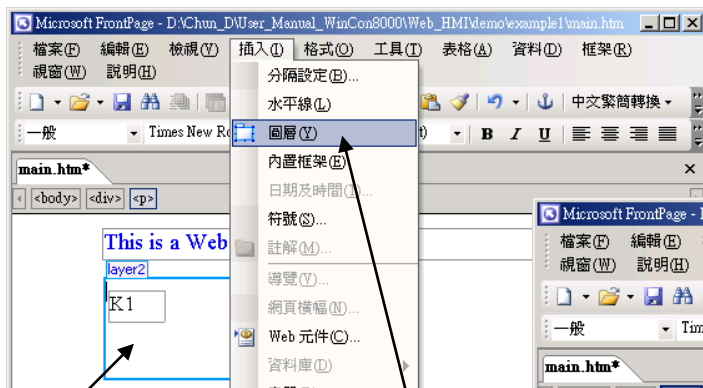 Microsoft FrontPage - D:\Chun_D\User_Manual_WinCon8000\Web_HMI\demo\example1\main.htm
檔案(F) 編輯(E) 檢視(V) 插入(I) 格式(O) 工具(T) 表格(A) 資料(D) 框架(R)
視窗(W) 說明(H)
中文繁簡轉換
一般 Times New Ro t) B I U
main.htm*
<body> <div> <p>
This is a Web
layer2
K1
分隔設定(B)...
水平線(L)
圖層(Y)
內置框架(E)
日期及時間(T)...
符號(S)...
註解(M)...
導覽(V)...
網頁橫幅(N)...
Web 元件(C)...
資料庫(D)
Microsoft FrontPage - D
檔案(F) 編輯(E)
視窗(W) 說明(H)
一般 Tim
main.htm*